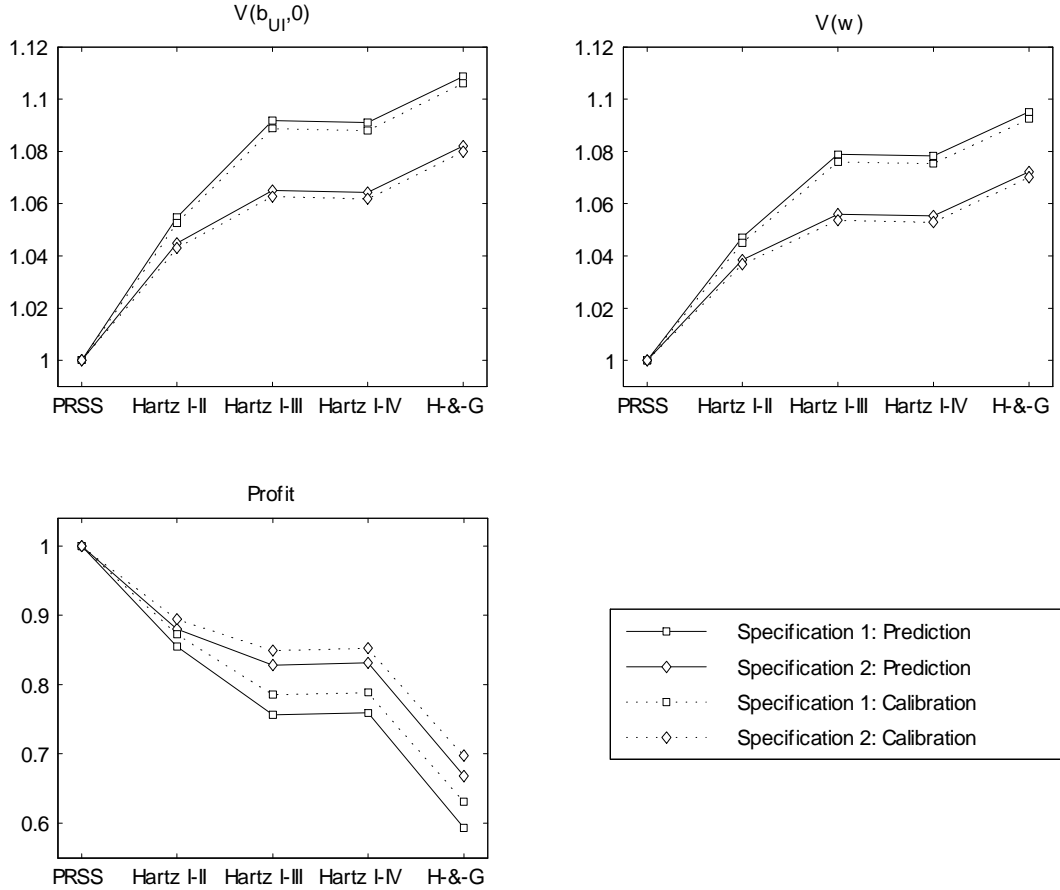 V(b_UI,0)
1.12
1.1
1.08
1.06
1.04
1.02
1
PRSS Hartz I-II Hartz I-III Hartz I-IV H-&-G
V(w)
1.12
1.1
1.08
1.06
1.04
1.02
1
PRSS Hartz I-II Hartz I-III Hartz I-IV H-&-G
Profit
1
0.9
0.8
0.7
0.6
PRSS Hartz I-II Hartz I-III Hartz I-IV H-&-G
Specification 1: Prediction
Specification 2: Prediction
Specification 1: Calibration
Specification 2: Calibration